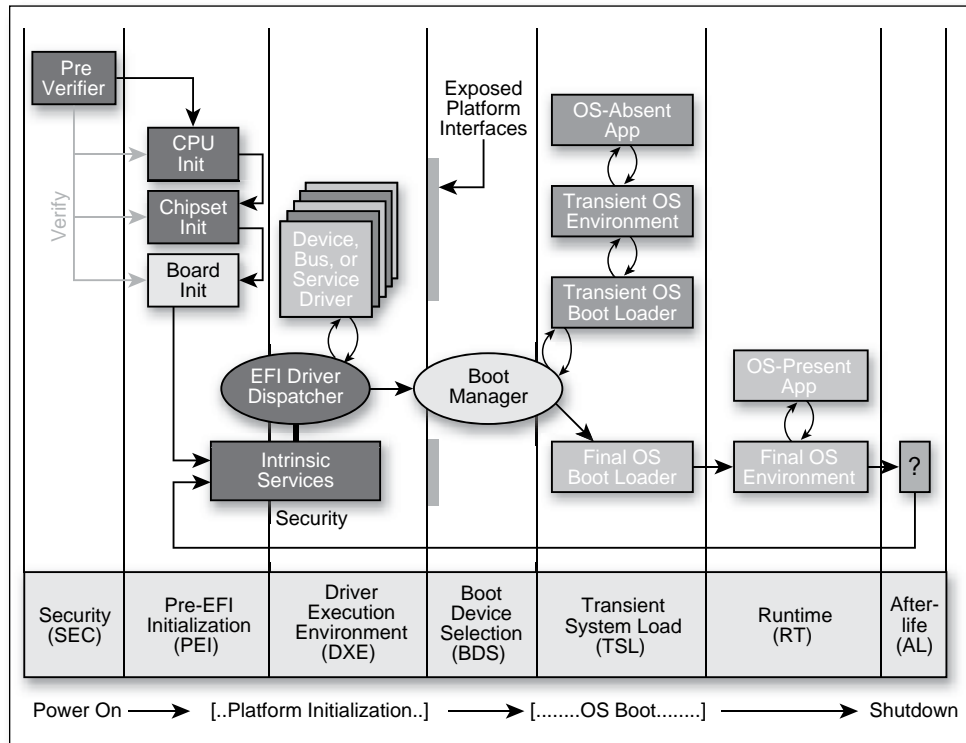 Pre
Verifier
Verify
CPU
Init
Chipset
Init
Board
Init
Device,
Bus, or
Service
Driver
EFI Driver
Dispatcher
Intrinsic
Services
Security
Exposed
Platform
Interfaces
Boot
Manager
OS-Absent
App
Transient OS
Environment
Transient OS
Boot Loader
Final OS
Boot Loader
OS-Present
App
Final OS
Environment
?
Security
(SEC)
Pre-EFI
Initialization
(PEI)
Driver
Execution
Environment
(DXE)
Boot
Device
Selection
(BDS)
Transient
System Load
(TSL)
Runtime
(RT)
After-
life
(AL)
Power On
[..Platform Initialization..]
[........OS Boot........]
Shutdown